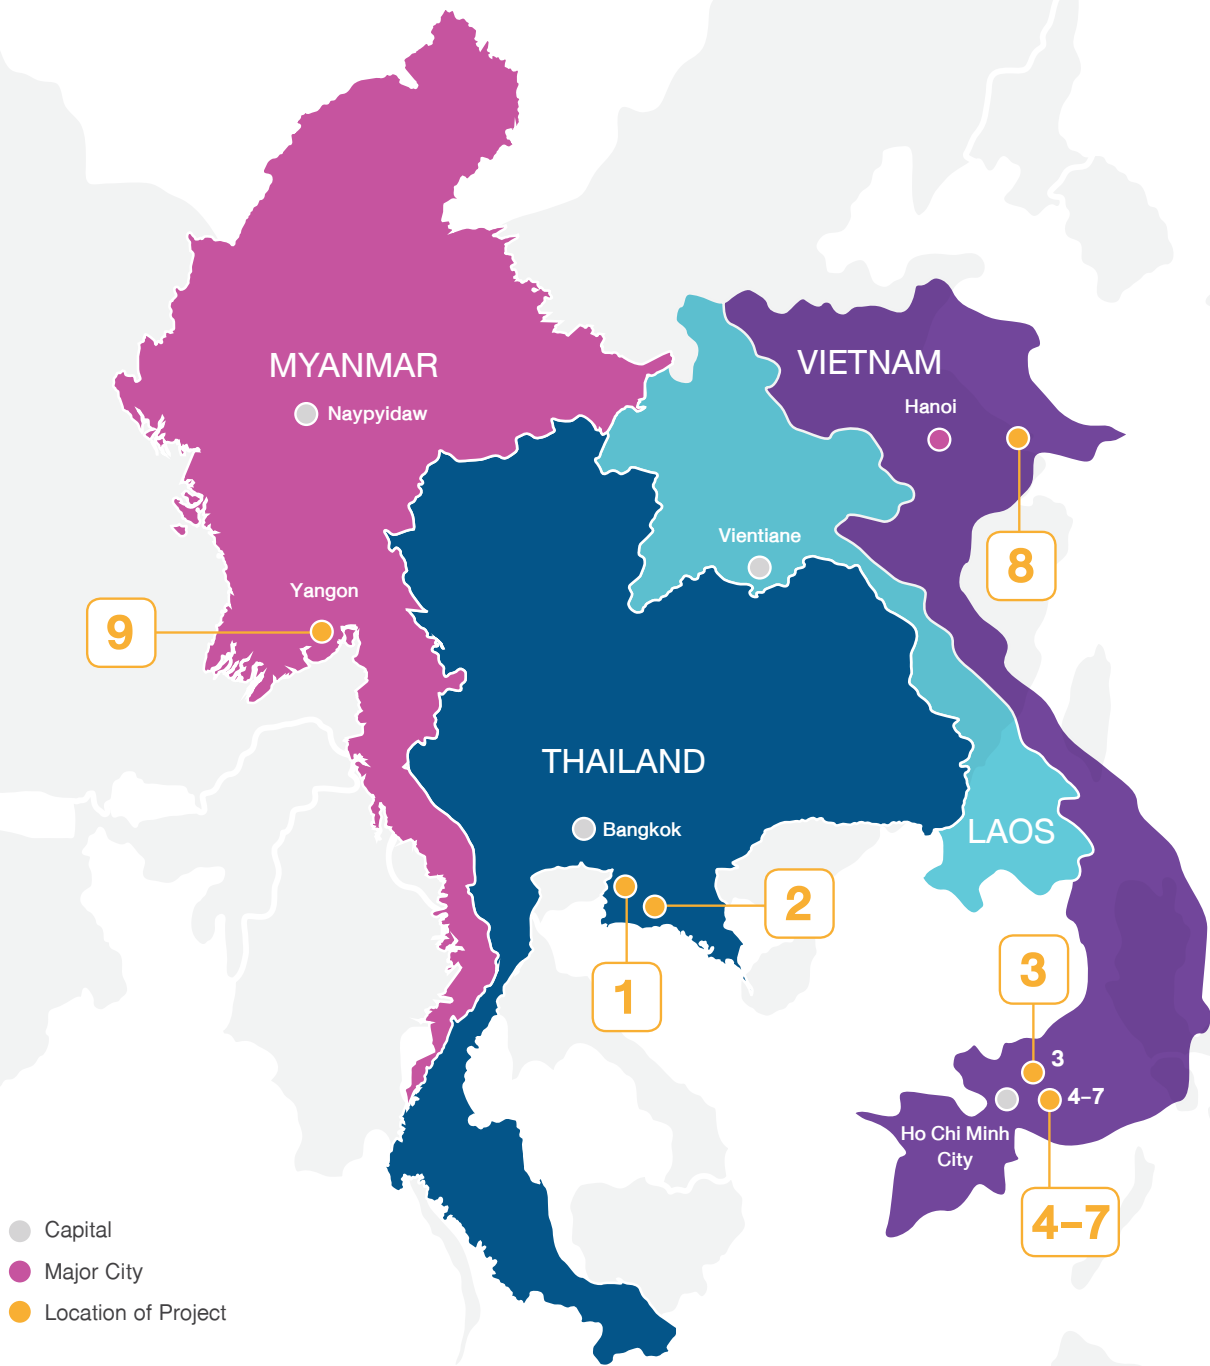 MYANMAR
Naypyidaw
VIETNAM
Hanoi
Vientiane
8
Yangon
9
THAILAND
Bangkok
LAOS
2
1
3
3
4–7
Ho Chi Minh
City
4–7
Capital
Major City
Location of Project